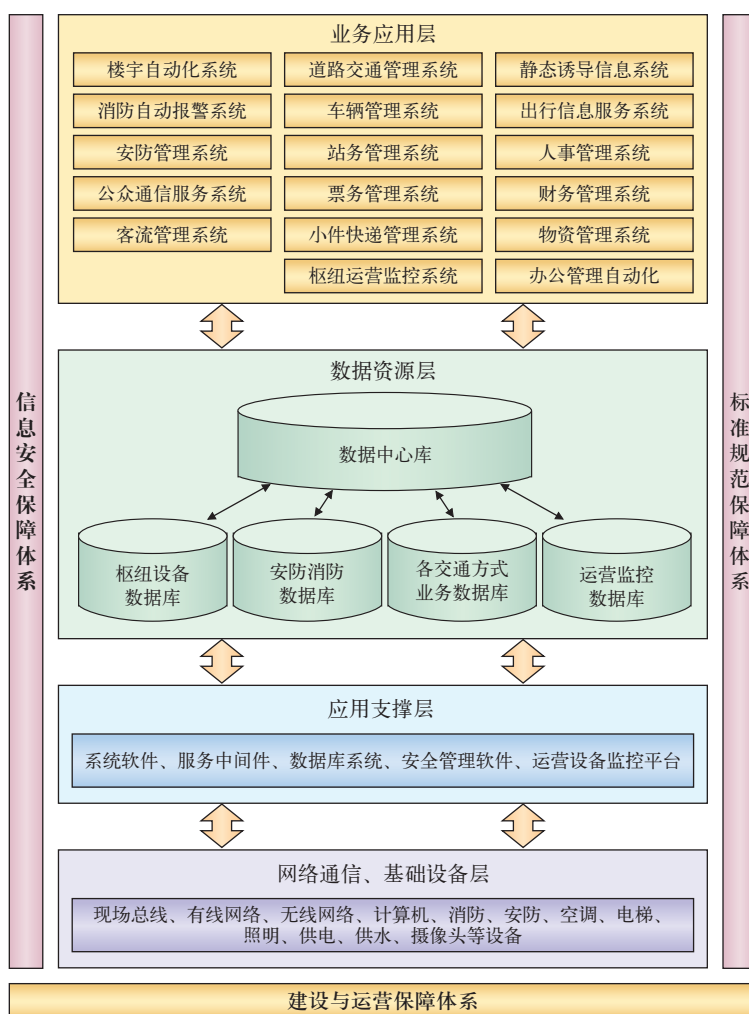 业务应用层
楼宇自动化系统
道路交通管理系统
静态诱导信息系统
消防自动报警系统
车辆管理系统
出行信息服务系统
安防管理系统
站务管理系统
人事管理系统
公众通信服务系统
票务管理系统
财务管理系统
客流管理系统
小件快递管理系统
物资管理系统
枢纽运营监控系统
办公管理自动化
信息安全保障体系
标准规范保障体系
数据资源层
数据中心库
枢纽设备
数据库
安防消防
数据库
各交通方式
业务数据库
运营监控
数据库
应用支撑层
系统软件、服务中间件、数据库系统、安全管理软件、运营设备监控平台
网络通信、基础设备层
现场总线、有线网络、无线网络、计算机、消防、安防、空调、电梯、
照明、供电、供水、摄像头等设备
建设与运营保障体系